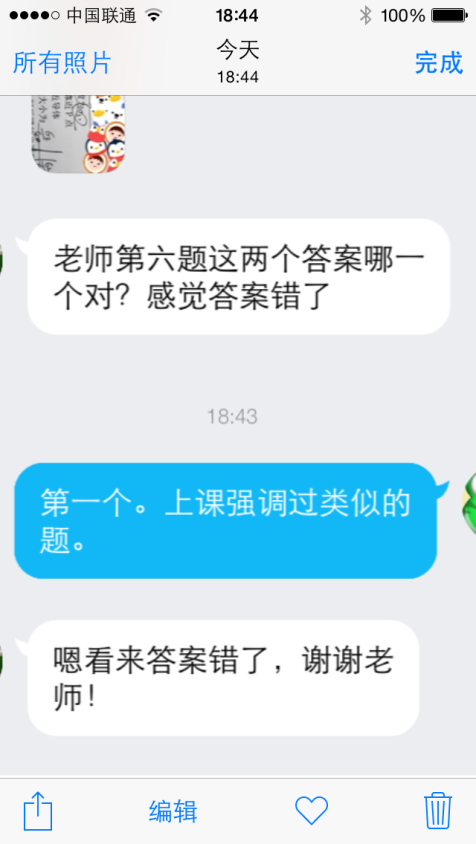 中国联通 18:44 100%
所有照片 今天 完成
18:44
老师第六题这两个答案哪一
个对？感觉答案错了
18:43
第一个。上课强调过类似的
题。
嗯看来答案错了，谢谢老
师！
编辑